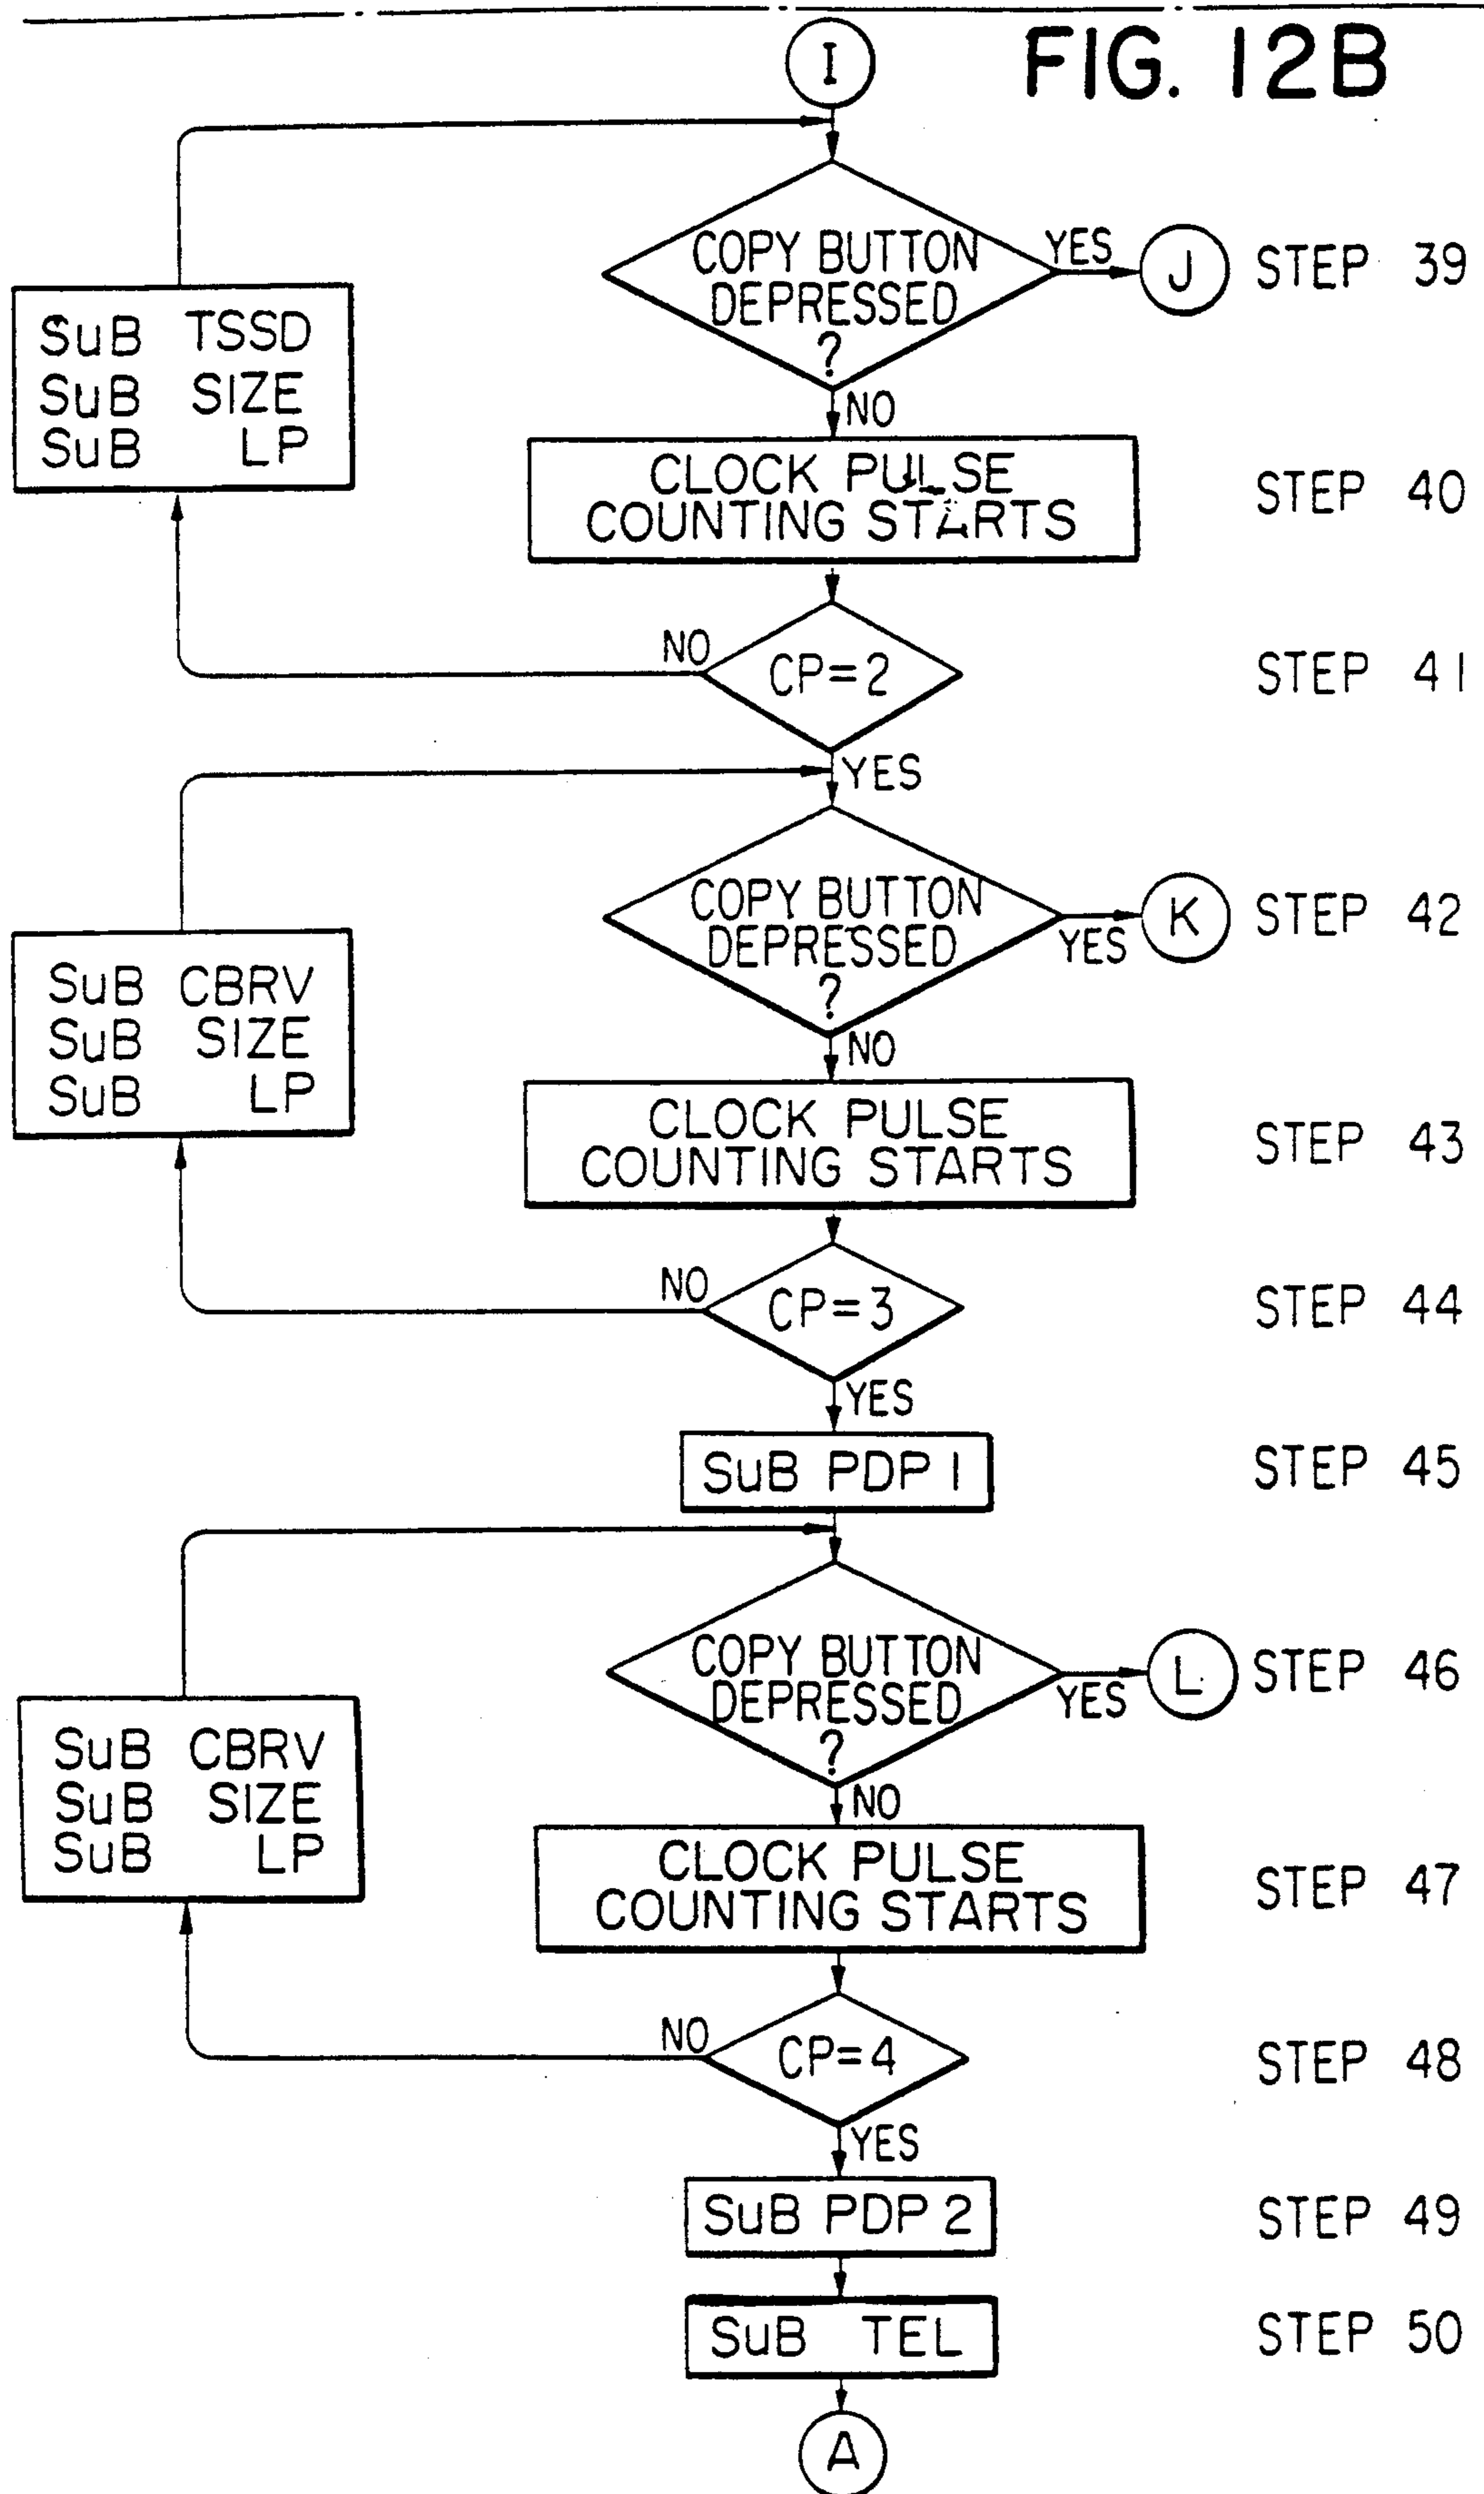 FIG. 12B
I
COPY BUTTON
DEPRESSED
?
YES
J
STEP 39
SuB TSSD
SuB SIZE
SuB LP
NO
CLOCK PULSE
COUNTING STARTS
STEP 40
NO
CP=2
STEP 41
YES
COPY BUTTON
DEPRESSED
?
YES
K
STEP 42
SuB CBRV
SuB SIZE
SuB LP
NO
CLOCK PULSE
COUNTING STARTS
STEP 43
NO
CP=3
STEP 44
YES
SuB PDP 1
STEP 45
COPY BUTTON
DEPRESSED
?
YES
L
STEP 46
SuB CBRV
SuB SIZE
SuB LP
NO
CLOCK PULSE
COUNTING STARTS
STEP 47
NO
CP=4
STEP 48
YES
SuB PDP 2
STEP 49
SuB TEL
STEP 50
A